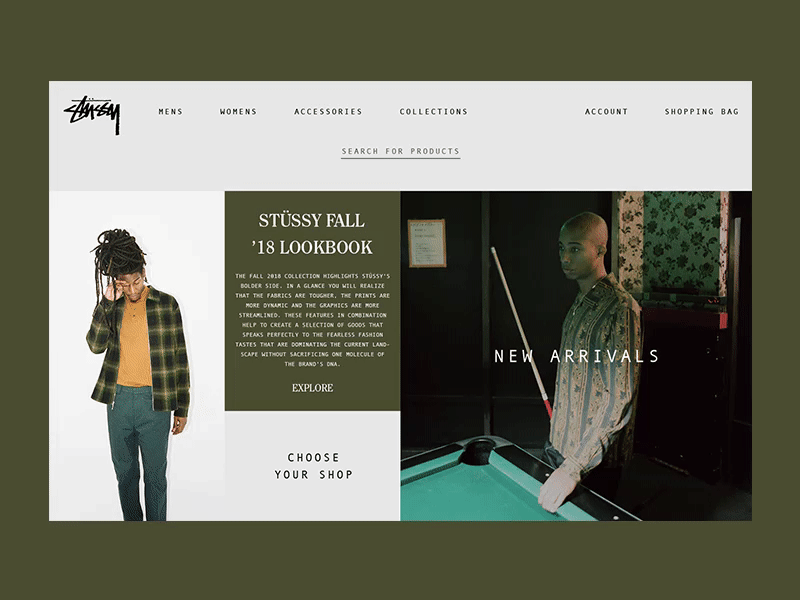 STÜSSY
MENS
WOMENS
ACCESSORIES
COLLECTIONS
ACCOUNT
SHOPPING BAG
SEARCH FOR PRODUCTS
STÜSSY FALL
’18 LOOKBOOK
THE FALL 2018 COLLECTION HIGHLIGHTS STÜSSY'S
BOLDER SIDE. IN A GLANCE YOU WILL REALIZE
THAT THE FABRICS ARE TOUGHER, THE PRINTS ARE
MORE DYNAMIC AND THE GRAPHICS ARE MORE
STREAMLINED. THESE FEATURES IN COMBINATION
HELP TO CREATE A SELECTION OF GOODS THAT
SPEAKS PERFECTLY TO THE FEARLESS FASHION
TASTES THAT ARE DOMINATING THE CURRENT LAND-
SCAPE WITHOUT SACRIFICING ONE MOLECULE OF
THE BRAND'S DNA.
EXPLORE
CHOOSE
YOUR SHOP
NEW ARRIVALS